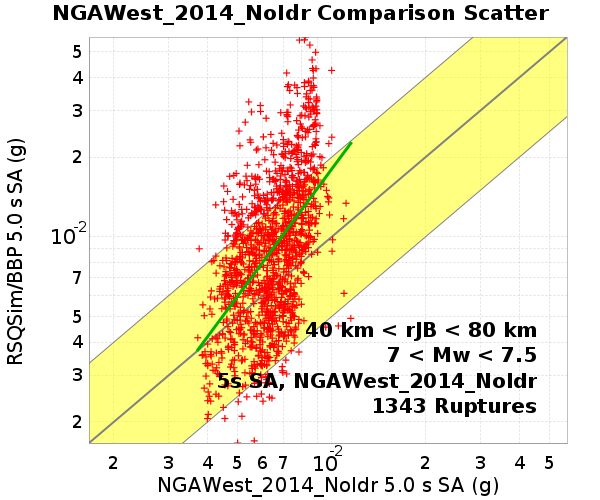 NGAWest_2014_NoIdr Comparison Scatter
RSQSim/BBP 5.0 s SA (g)
5
4
3
2
10⁻²
7
5
4
3
2
40 km < rJB < 80 km
7 < Mw < 7.5
5s SA, NGAWest_2014_NoIdr
1343 Ruptures
2 3 4 5 6 7 10⁻² 2 3 4 5
NGAWest_2014_NoIdr 5.0 s SA (g)